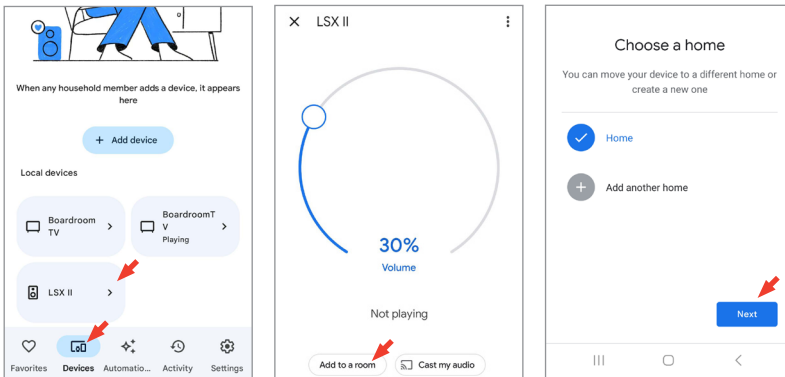 When any household member adds a device, it appears
here
+ Add device
Local devices
Boardroom
TV
BoardroomT
V
Playing
LSX II
Favorites
Devices
Automatio...
Activity
Settings
LSX II
30%
Volume
Not playing
Add to a room
Cast my audio
Choose a home
You can move your device to a different home or
create a new one
Home
Add another home
Next